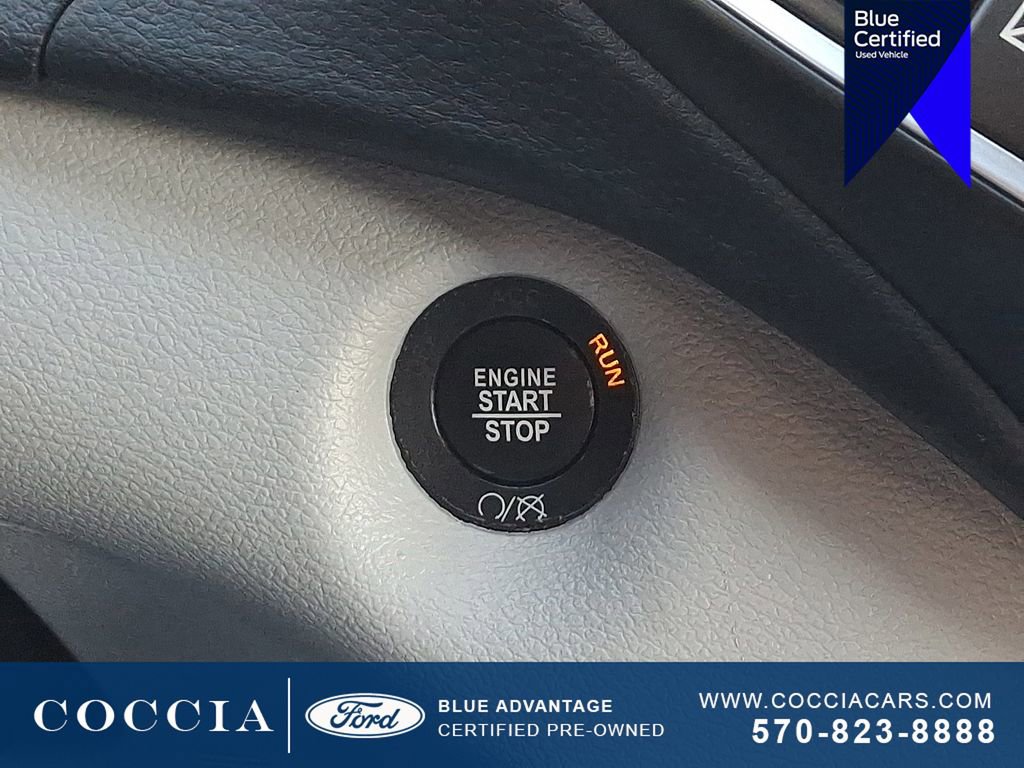 Blue
Certified
Used Vehicle
ACC
RUN
ENGINE
START
STOP
COCCIA
Ford
BLUE ADVANTAGE
CERTIFIED PRE-OWNED
WWW.COCCIACARS.COM
570-823-8888